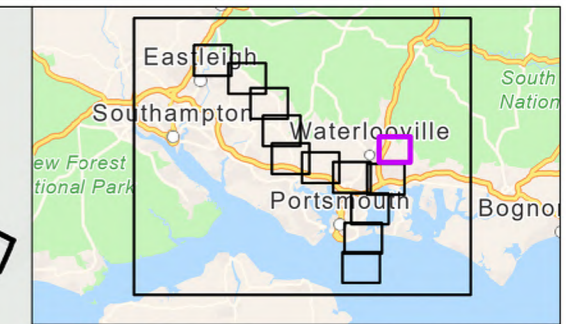 Eastleigh
South
Nation
Southampton
Waterlooville
ew Forest
tional Park
Portsmouth
Bognor